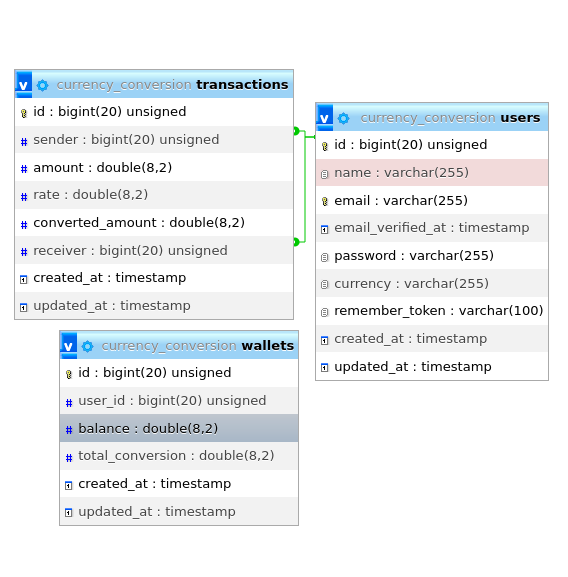 v currency_conversion transactions
id : bigint(20) unsigned
# sender : bigint(20) unsigned
# amount : double(8,2)
# rate : double(8,2)
# converted_amount : double(8,2)
# receiver : bigint(20) unsigned
created_at : timestamp
updated_at : timestamp
v currency_conversion users
id : bigint(20) unsigned
name : varchar(255)
email : varchar(255)
email_verified_at : timestamp
password : varchar(255)
currency : varchar(255)
remember_token : varchar(100)
created_at : timestamp
updated_at : timestamp
v currency_conversion wallets
id : bigint(20) unsigned
# user_id : bigint(20) unsigned
# balance : double(8,2)
# total_conversion : double(8,2)
created_at : timestamp
updated_at : timestamp